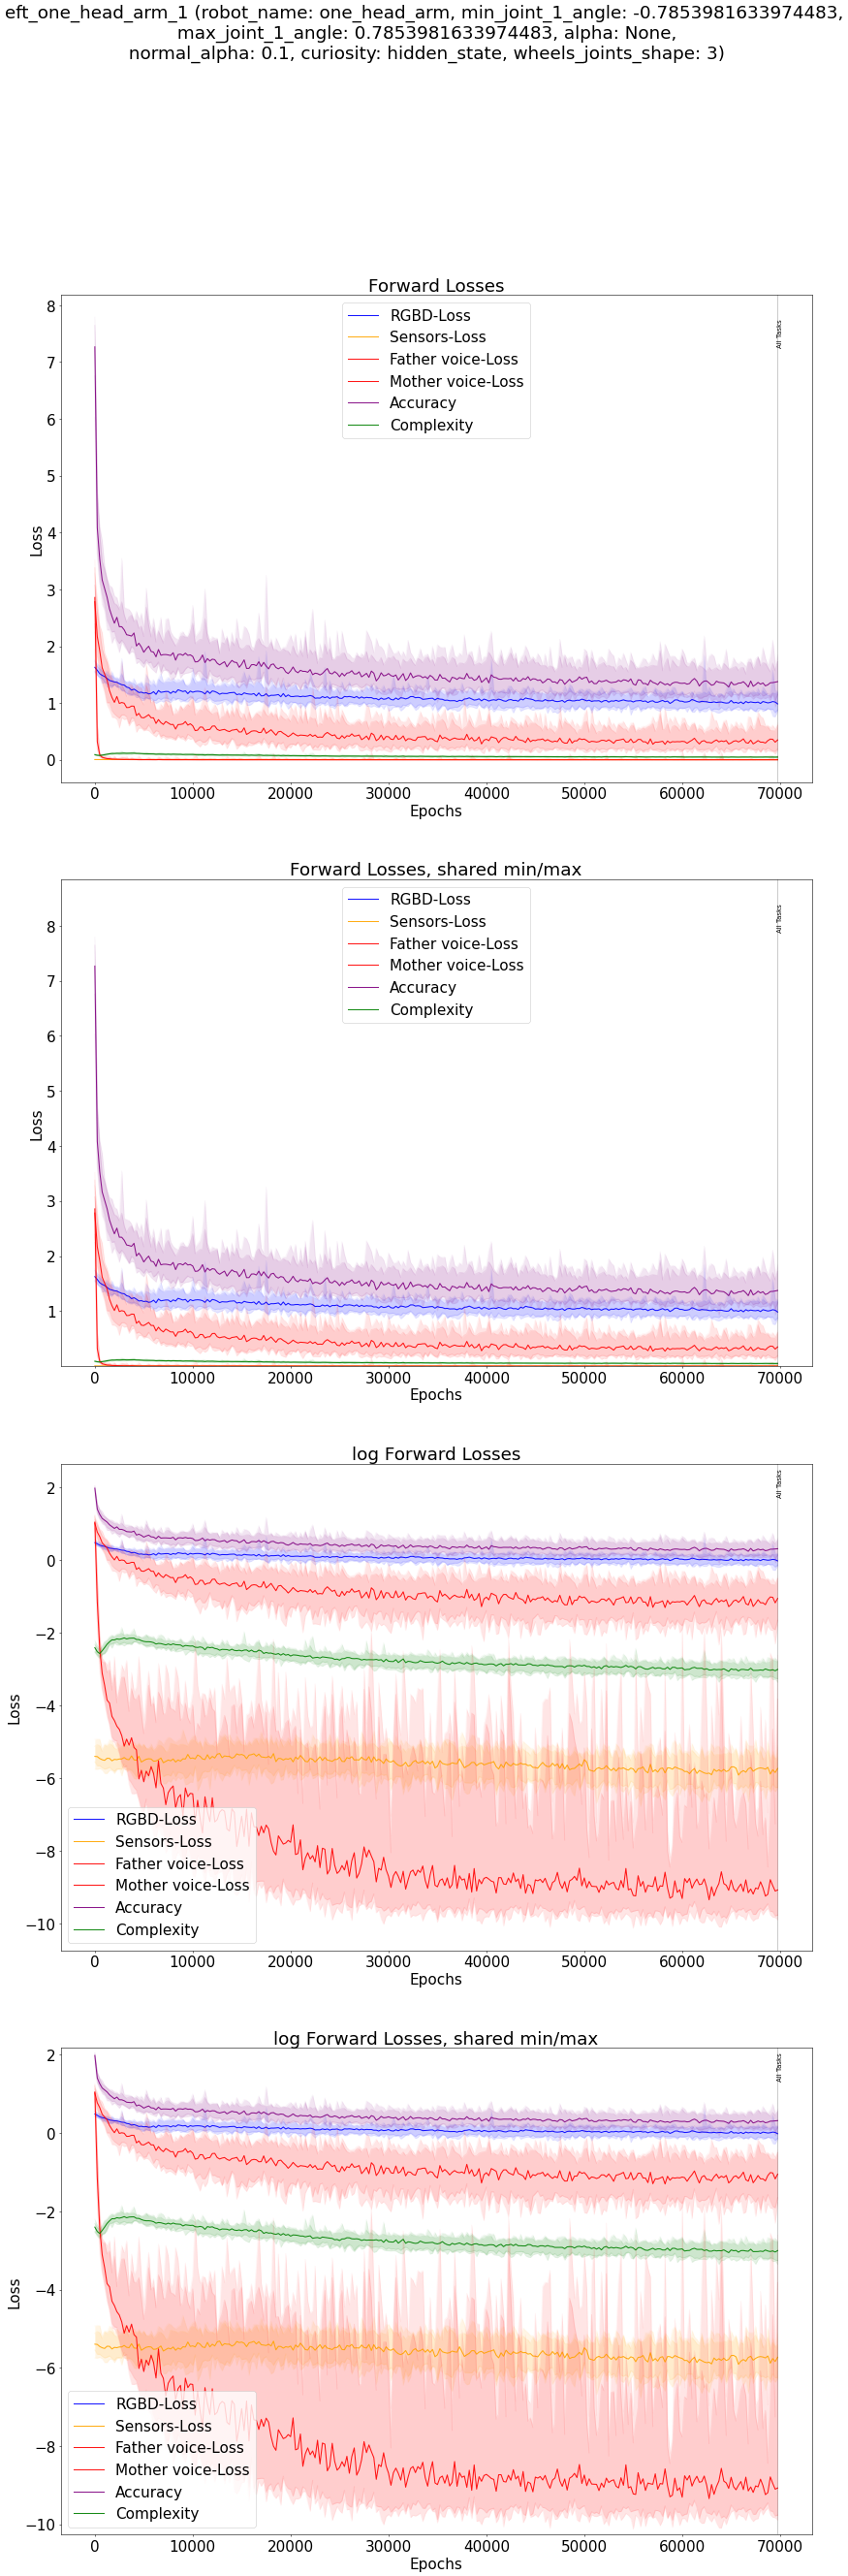 eft_one_head_arm_1 (robot_name: one_head_arm, min_joint_1_angle: -0.7853981633974483,
max_joint_1_angle: 0.7853981633974483, alpha: None,
normal_alpha: 0.1, curiosity: hidden_state, wheels_joints_shape: 3)
Forward Losses
8
7
6
5
4
3
2
1
0
Loss
RGBD-Loss
Sensors-Loss
Father voice-Loss
Mother voice-Loss
Accuracy
Complexity
All Tasks
0 10000 20000 30000 40000 50000 60000 70000
Epochs
Forward Losses, shared min/max
8
7
6
5
4
3
2
1
Loss
RGBD-Loss
Sensors-Loss
Father voice-Loss
Mother voice-Loss
Accuracy
Complexity
All Tasks
0 10000 20000 30000 40000 50000 60000 70000
Epochs
log Forward Losses
2
0
−2
−4
−6
−8
−10
Loss
RGBD-Loss
Sensors-Loss
Father voice-Loss
Mother voice-Loss
Accuracy
Complexity
All Tasks
0 10000 20000 30000 40000 50000 60000 70000
Epochs
log Forward Losses, shared min/max
2
0
−2
−4
−6
−8
−10
Loss
RGBD-Loss
Sensors-Loss
Father voice-Loss
Mother voice-Loss
Accuracy
Complexity
All Tasks
0 10000 20000 30000 40000 50000 60000 70000
Epochs